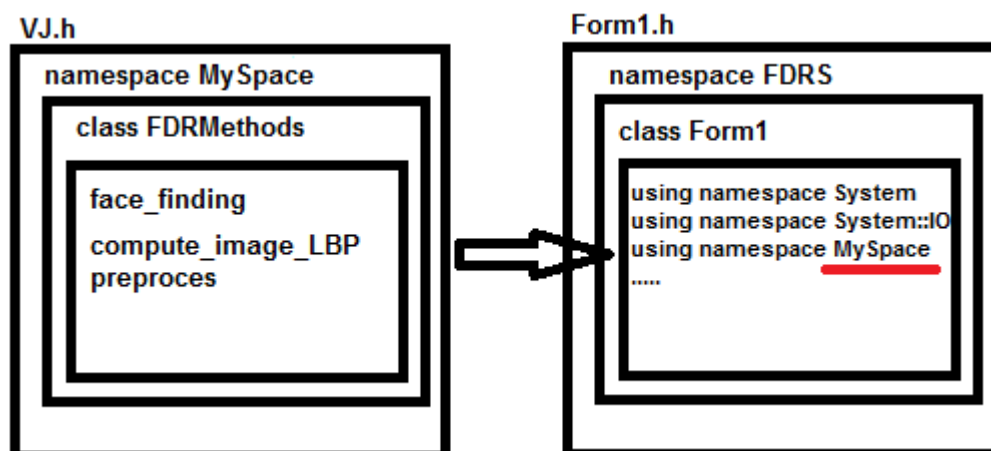 VJ.h
namespace MySpace
class FDRMethods
face_finding
compute_image_LBP
preproces
Form1.h
namespace FDRS
class Form1
using namespace System
using namespace System::IO
using namespace MySpace
.....